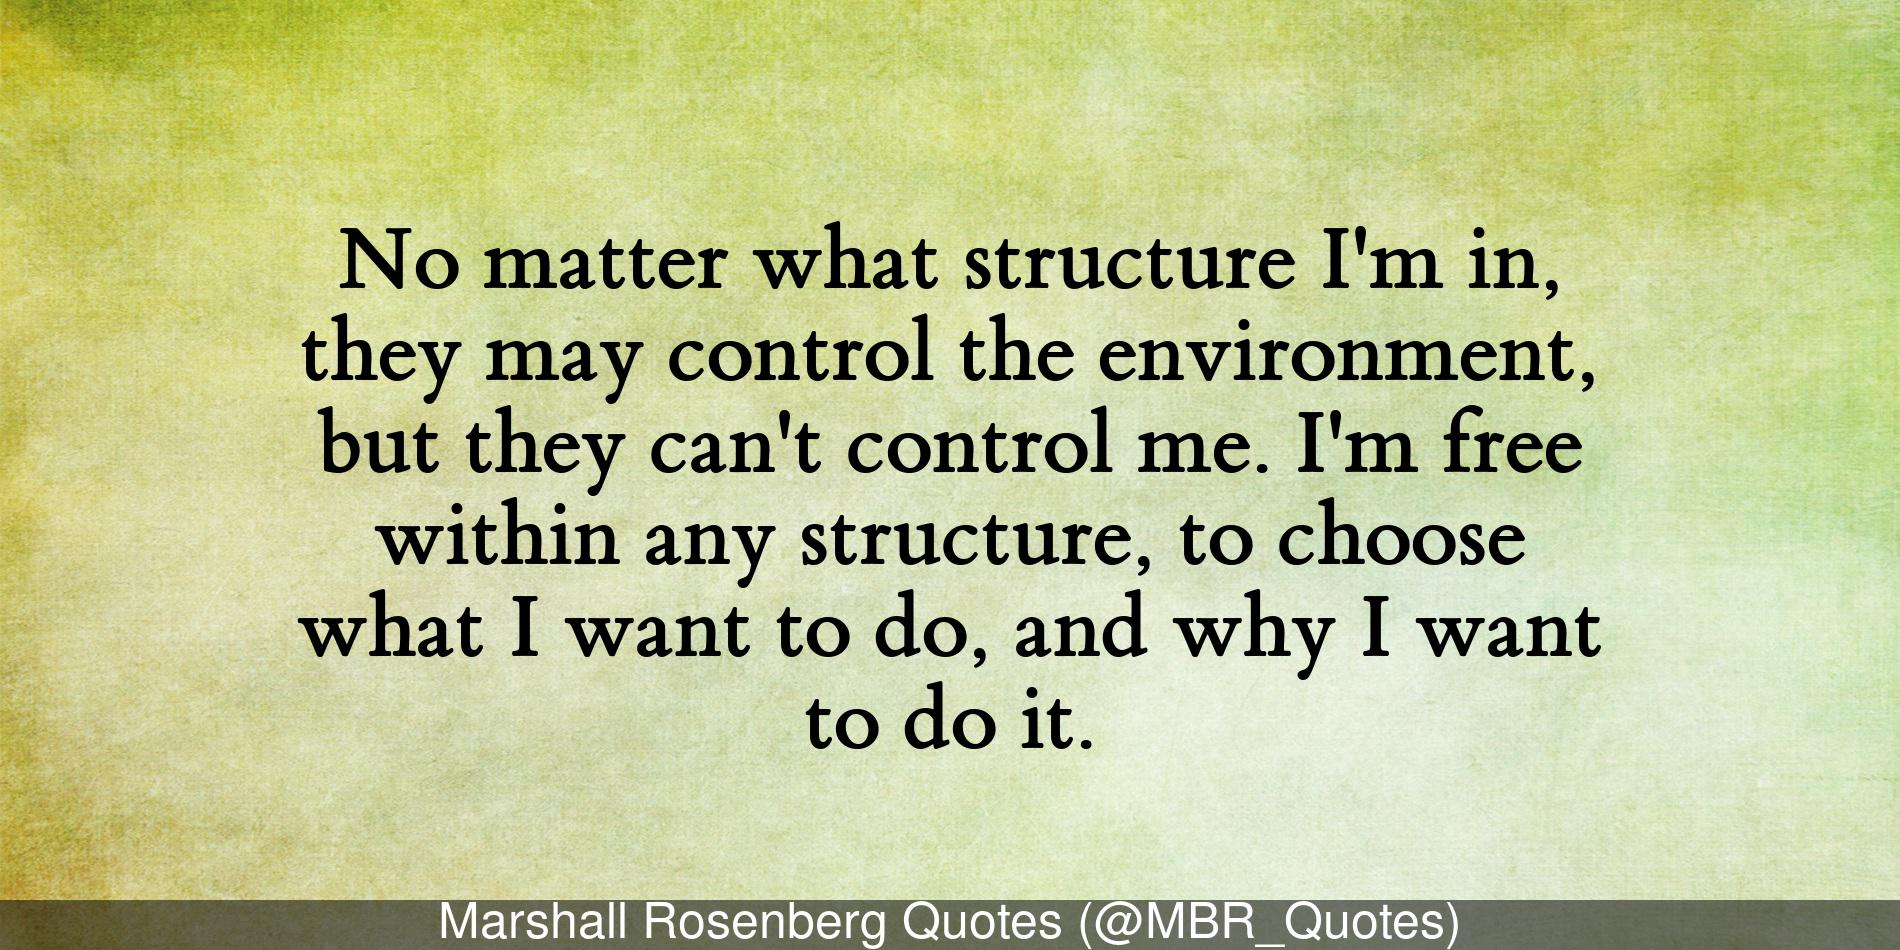 No matter what structure I'm in,
they may control the environment,
but they can't control me. I'm free
within any structure, to choose
what I want to do, and why I want
to do it.
Marshall Rosenberg Quotes (@MBR_Quotes)